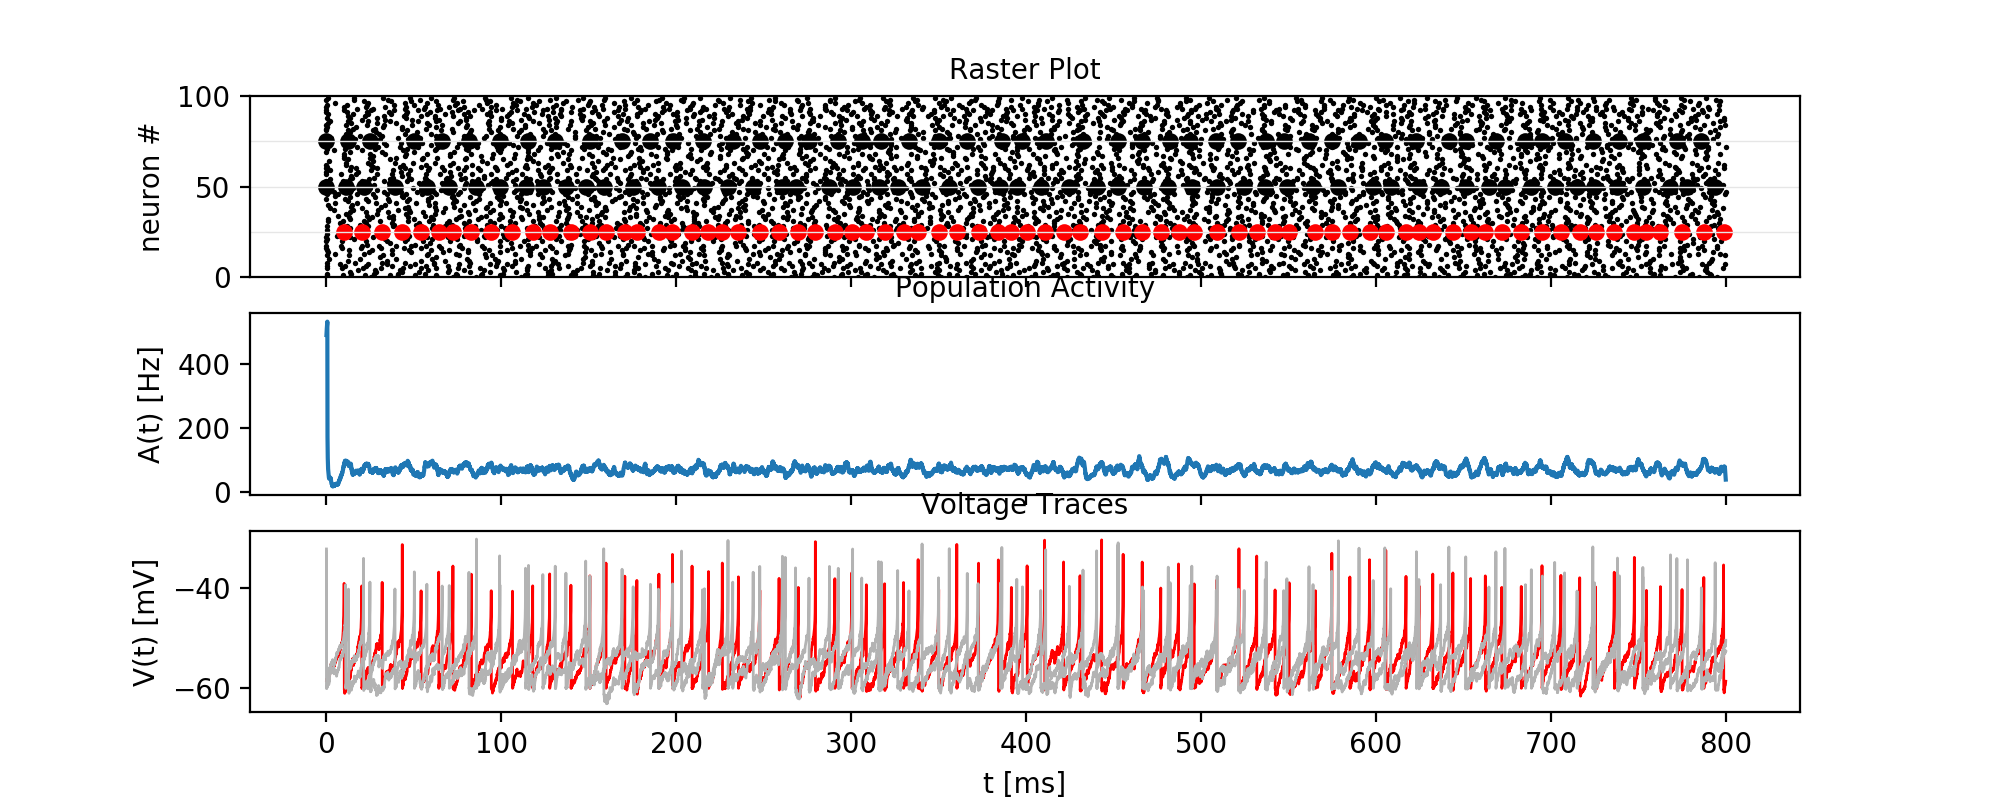 Raster Plot
100
50
0
neuron #
Population Activity
400
200
0
A(t) [Hz]
Voltage Traces
−40
−60
V(t) [mV]
0 100 200 300 400 500 600 700 800
t [ms]